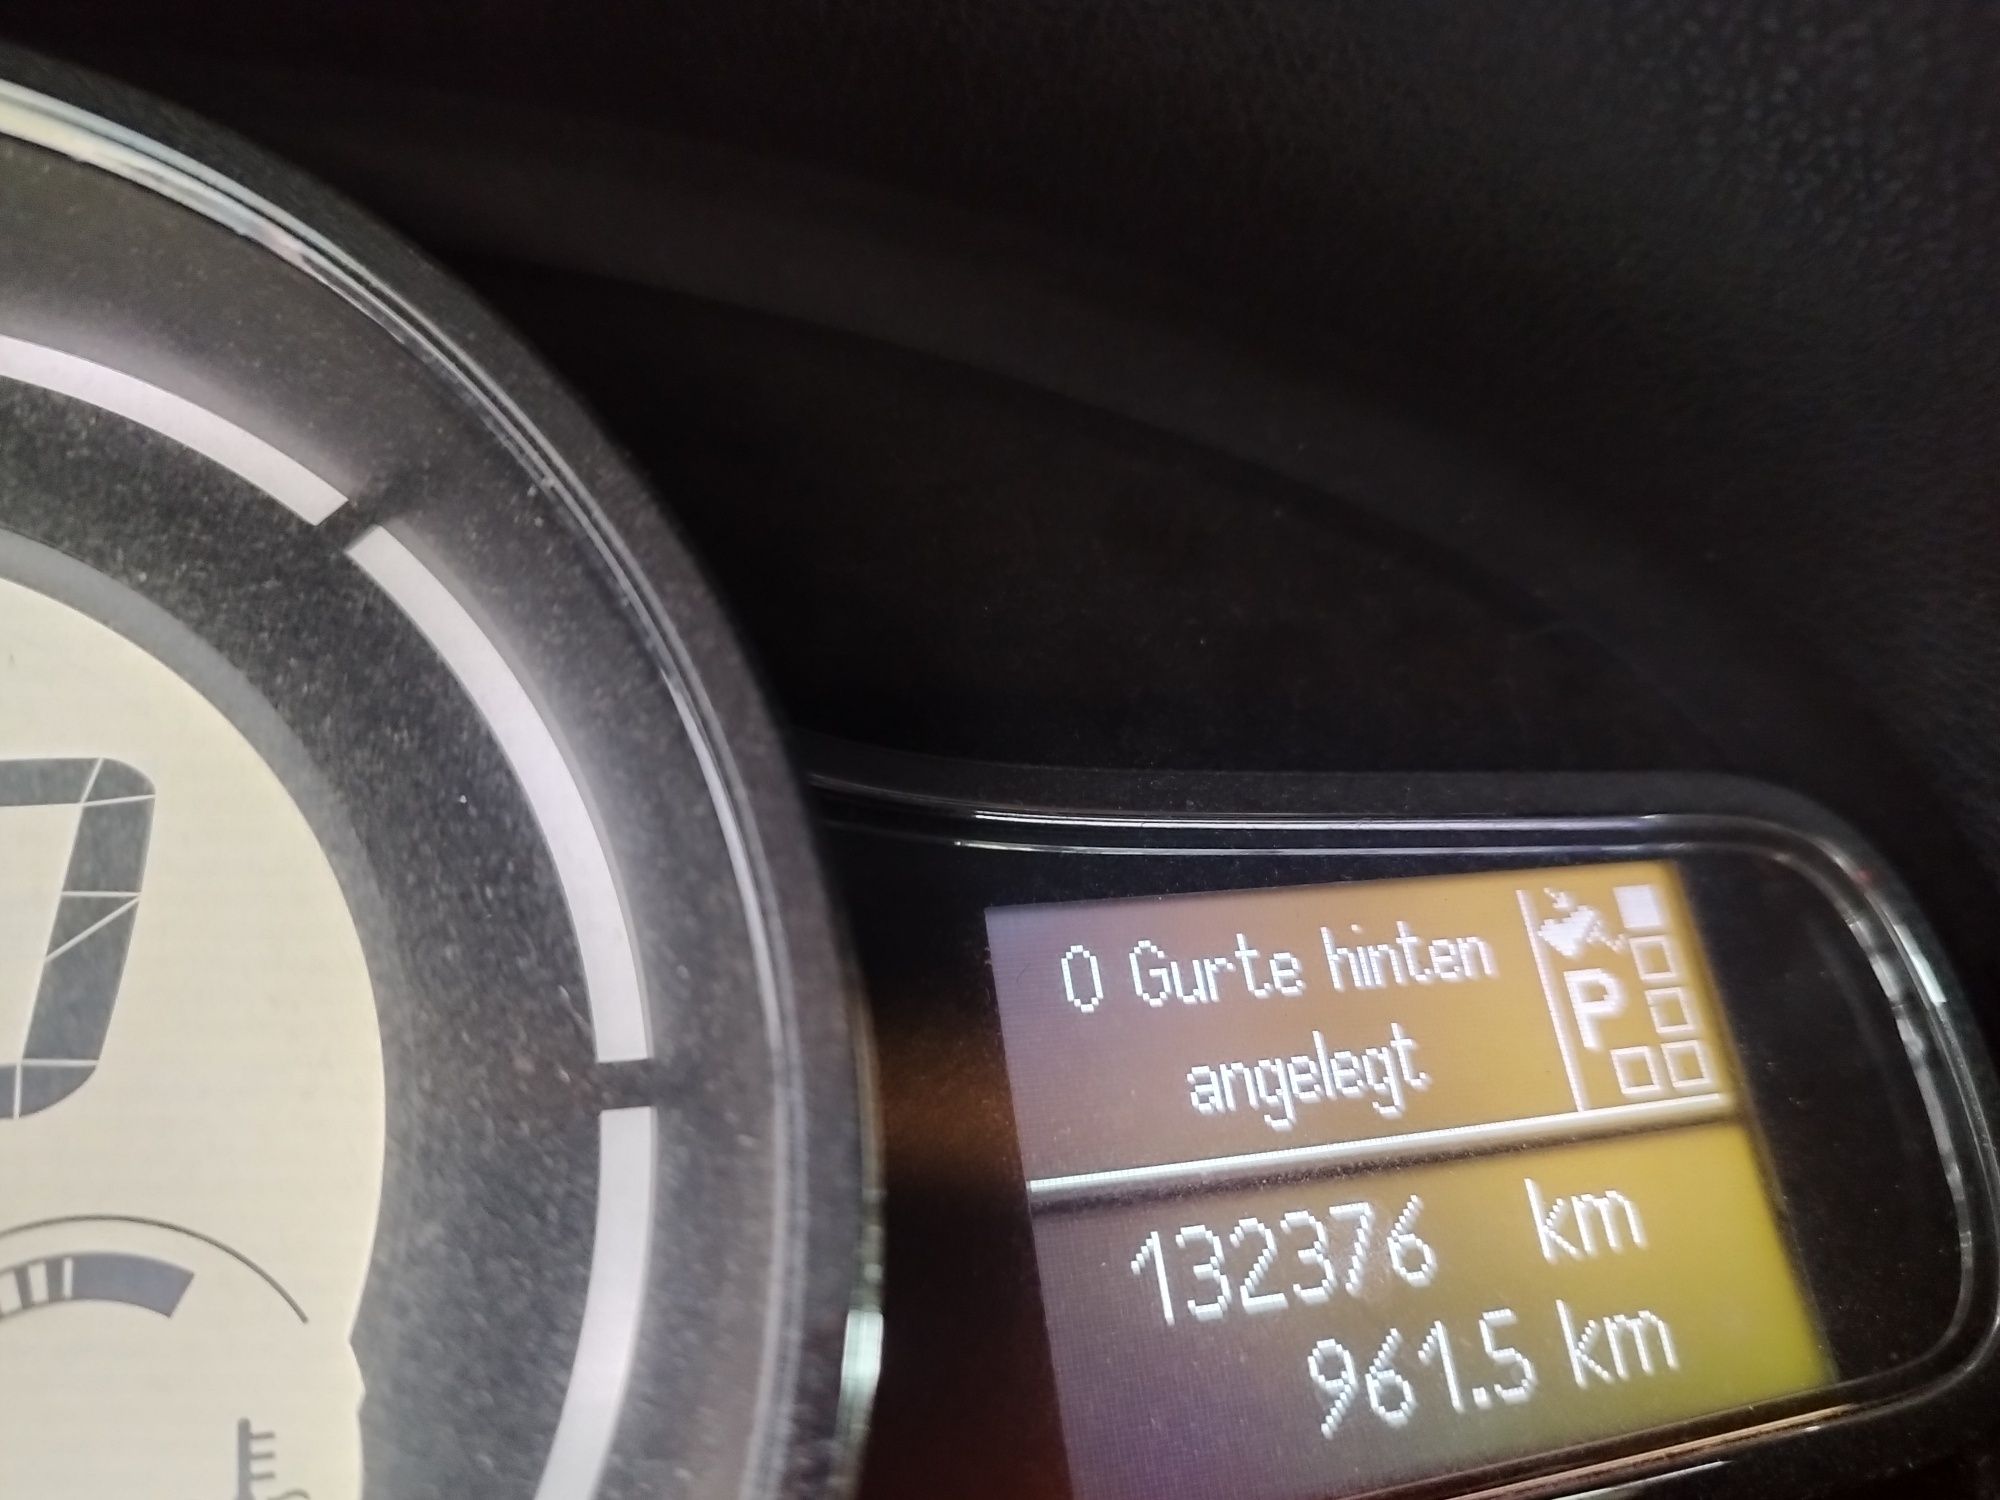 0 Gurte hinten
angelegt
P
132376 km
961.5 km